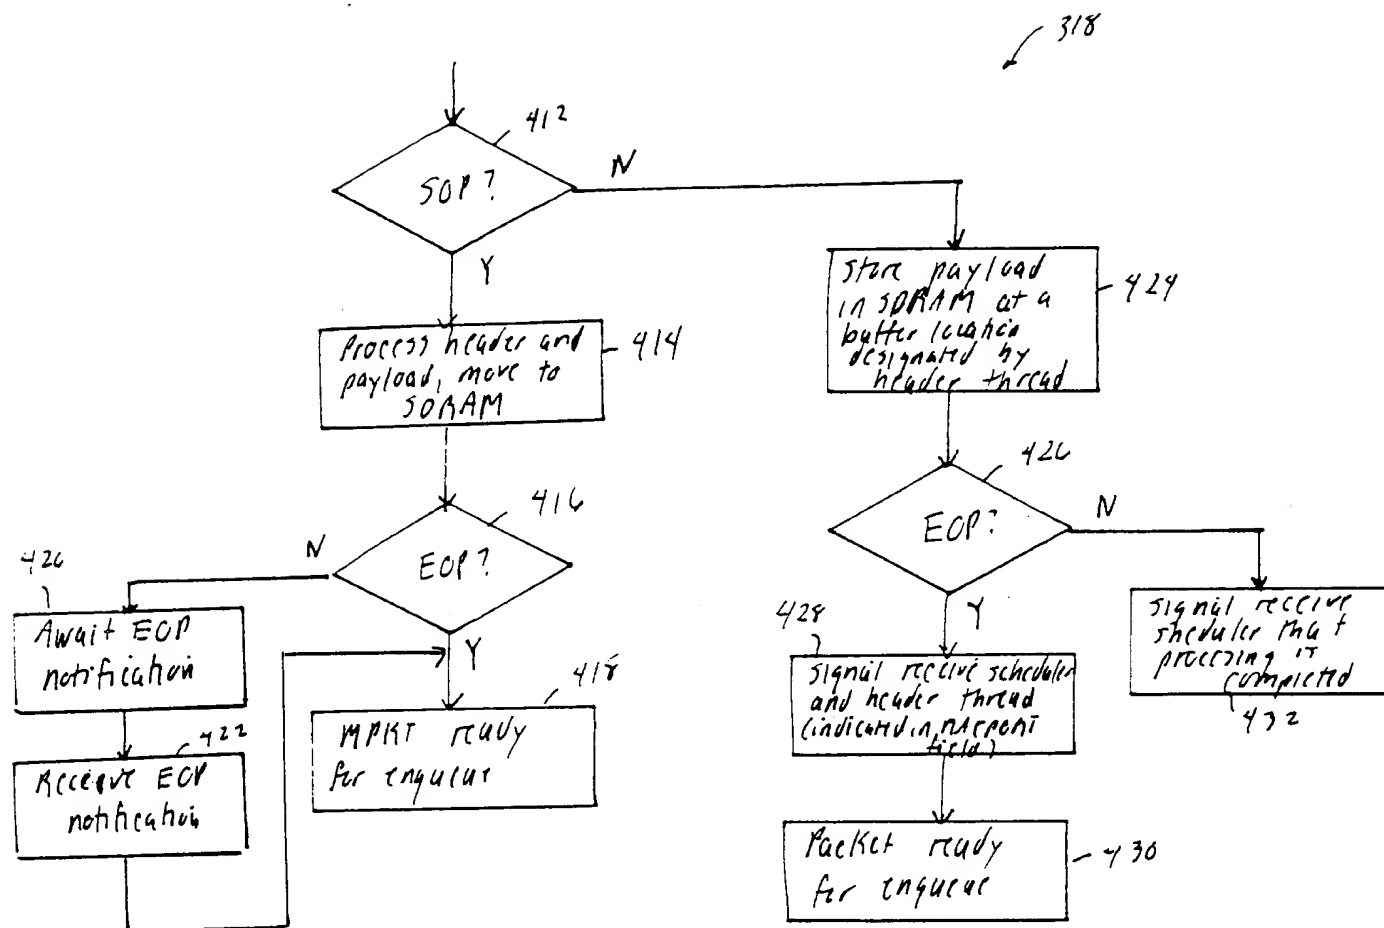 318
412
SOP?
N
Y
Process header and
payload, move to
SDRAM
414
416
EOP?
N
Y
420
Await EOP
notification
422
Receive EOP
notification
418
MPKT ready
for enqueue
Store payload
in SDRAM at a
buffer location
designated by
header thread
424
426
EOP?
N
Y
428
signal receive scheduler
and header thread
(indicated in
field)
signal receive
sheduler that
processing is
completed
432
Packet ready
for enqueue
430